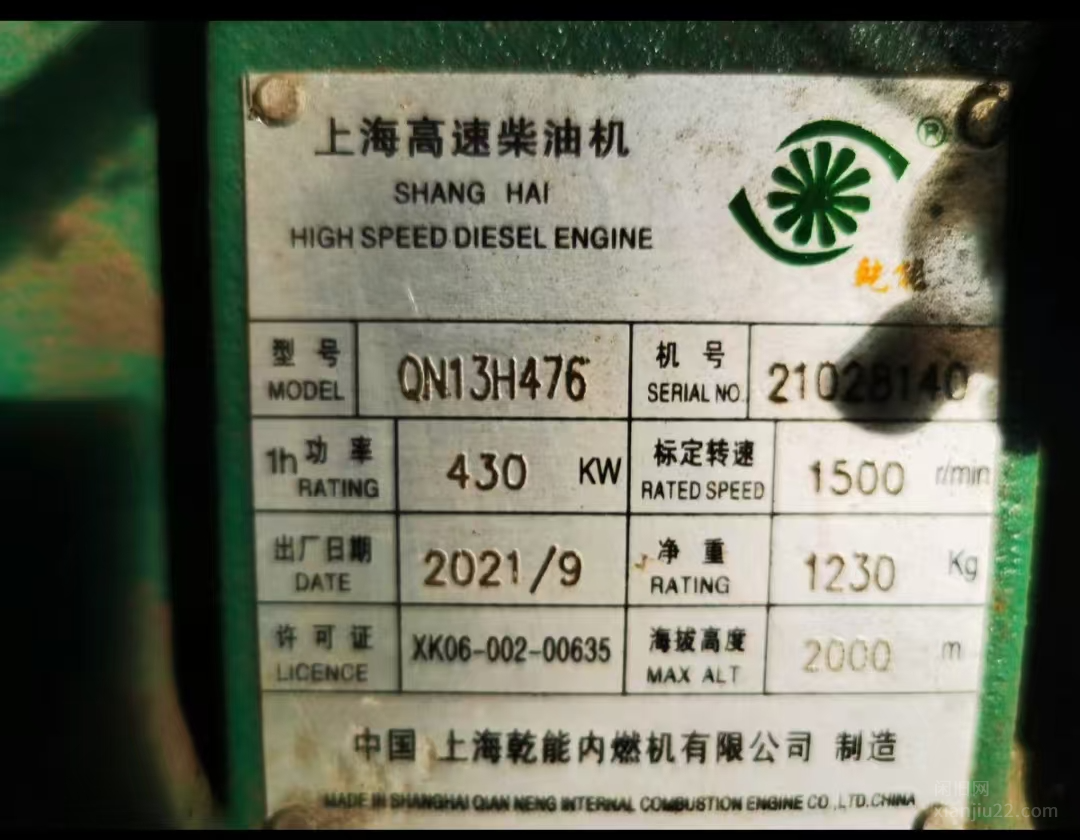 上海高速柴油机
SHANG HAI
HIGH SPEED DIESEL ENGINE
®
型号 MODEL QN13H476 机号 SERIAL NO. 21028140
1h 功率 RATING 430 KW 标定转速 RATED SPEED 1500 r/min
出厂日期 DATE 2021/9 净重 RATING 1230 Kg
许可证 LICENCE XK06-002-00635 海拔高度 MAX ALT 2000 m
中国 上海乾能内燃机有限公司 制造
MADE IN SHANGHAI QIAN NENG INTERNAL COMBUSTION ENGINE CO.,LTD.CHINA
xianjiu22.com